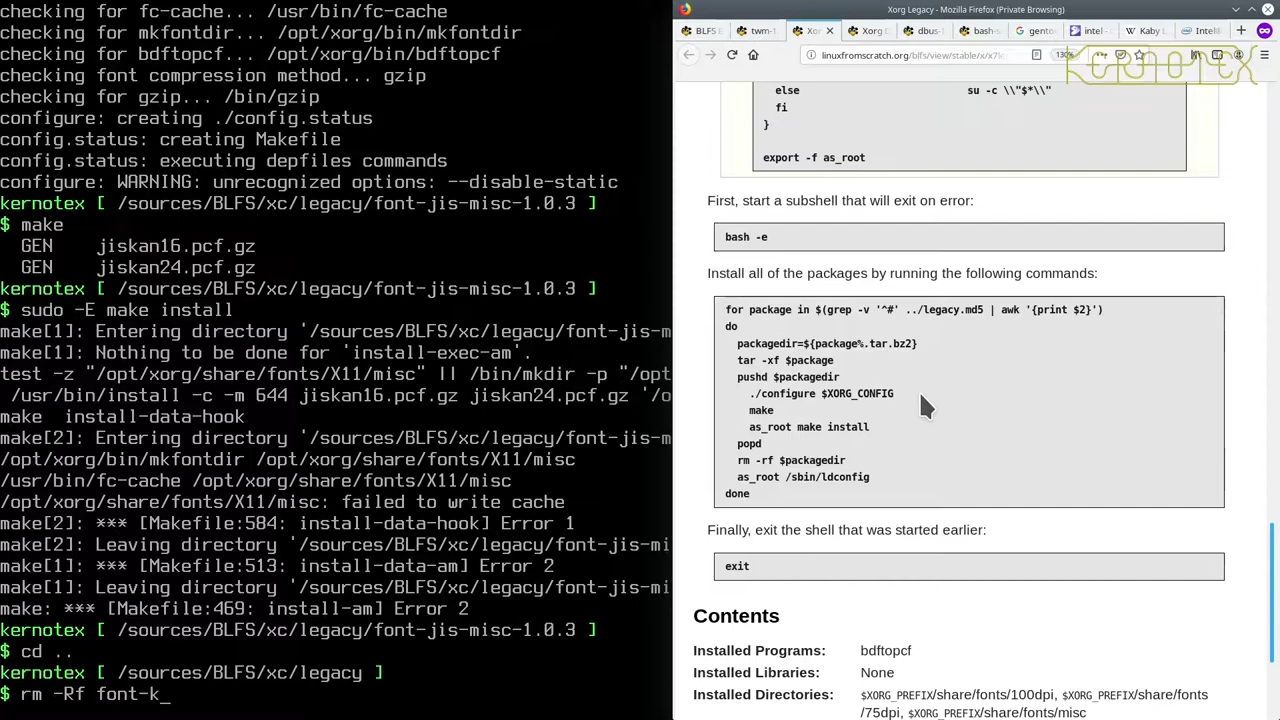 checking for fc-cache... /usr/bin/fc-cache
checking for mkfontdir... /opt/xorg/bin/mkfontdir
checking for bdftopcf... /opt/xorg/bin/bdftopcf
checking font compression method... gzip
checking for gzip... /bin/gzip
configure: creating ./config.status
config.status: creating Makefile
config.status: executing depfiles commands
configure: WARNING: unrecognized options: --disable-static
kernotex [ /sources/BLFS/xc/legacy/font-jis-misc-1.0.3 ]
$ make
GEN jiskan16.pcf.gz
GEN jiskan24.pcf.gz
kernotex [ /sources/BLFS/xc/legacy/font-jis-misc-1.0.3 ]
$ sudo -E make install
make[1]: Entering directory '/sources/BLFS/xc/legacy/font-jis-m
make[1]: Nothing to be done for 'install-exec-am'.
test -z "/opt/xorg/share/fonts/X11/misc" || /bin/mkdir -p "/opt
/usr/bin/install -c -m 644 jiskan16.pcf.gz jiskan24.pcf.gz '/o
make install-data-hook
make[2]: Entering directory '/sources/BLFS/xc/legacy/font-jis-m
/opt/xorg/bin/mkfontdir /opt/xorg/share/fonts/X11/misc
/usr/bin/fc-cache /opt/xorg/share/fonts/X11/misc
/opt/xorg/share/fonts/X11/misc: failed to write cache
make[2]: *** [Makefile:584: install-data-hook] Error 1
make[2]: Leaving directory '/sources/BLFS/xc/legacy/font-jis-mi
make[1]: *** [Makefile:513: install-data-am] Error 2
make[1]: Leaving directory '/sources/BLFS/xc/legacy/font-jis-mi
make: *** [Makefile:469: install-am] Error 2
kernotex [ /sources/BLFS/xc/legacy/font-jis-misc-1.0.3 ]
$ cd ..
kernotex [ /sources/BLFS/xc/legacy ]
$ rm -Rf font-k_
Xorg Legacy - Mozilla Firefox (Private Browsing)
BLFS E twm-1. Xor Xorg D dbus- bash-s gento intel - Kaby L Intel®
linuxfromscratch.org/blfs/view/stable/x/x7le 130%
KERNOTEX
else su -c \\"$*\\"
fi
}
export -f as_root
First, start a subshell that will exit on error:
bash -e
Install all of the packages by running the following commands:
for package in $(grep -v '^#' ../legacy.md5 | awk '{print $2}')
do
packagedir=${package%.tar.bz2}
tar -xf $package
pushd $packagedir
./configure $XORG_CONFIG
make
as_root make install
popd
rm -rf $packagedir
as_root /sbin/ldconfig
done
Finally, exit the shell that was started earlier:
exit
Contents
Installed Programs: bdftopcf
Installed Libraries: None
Installed Directories: $XORG_PREFIX/share/fonts/100dpi, $XORG_PREFIX/share/fonts
/75dpi, $XORG_PREFIX/share/fonts/misc